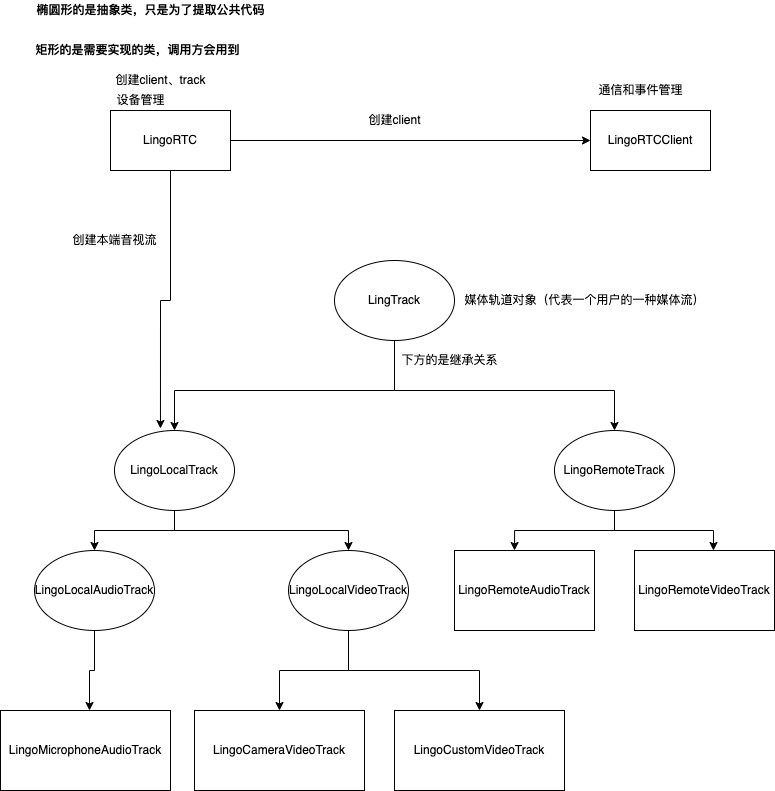 椭圆形的是抽象类，只是为了提取公共代码
矩形的是需要实现的类，调用方会用到
创建client、track
设备管理
通信和事件管理
LingoRTC
创建client
LingoRTCClient
创建本端音视流
LingTrack
媒体轨道对象（代表一个用户的一种媒体流）
下方的是继承关系
LingoLocalTrack
LingoRemoteTrack
LingoLocalAudioTrack
LingoLocalVideoTrack
LingoRemoteAudioTrack
LingoRemoteVideoTrack
LingoMicrophoneAudioTrack
LingoCameraVideoTrack
LingoCustomVideoTrack